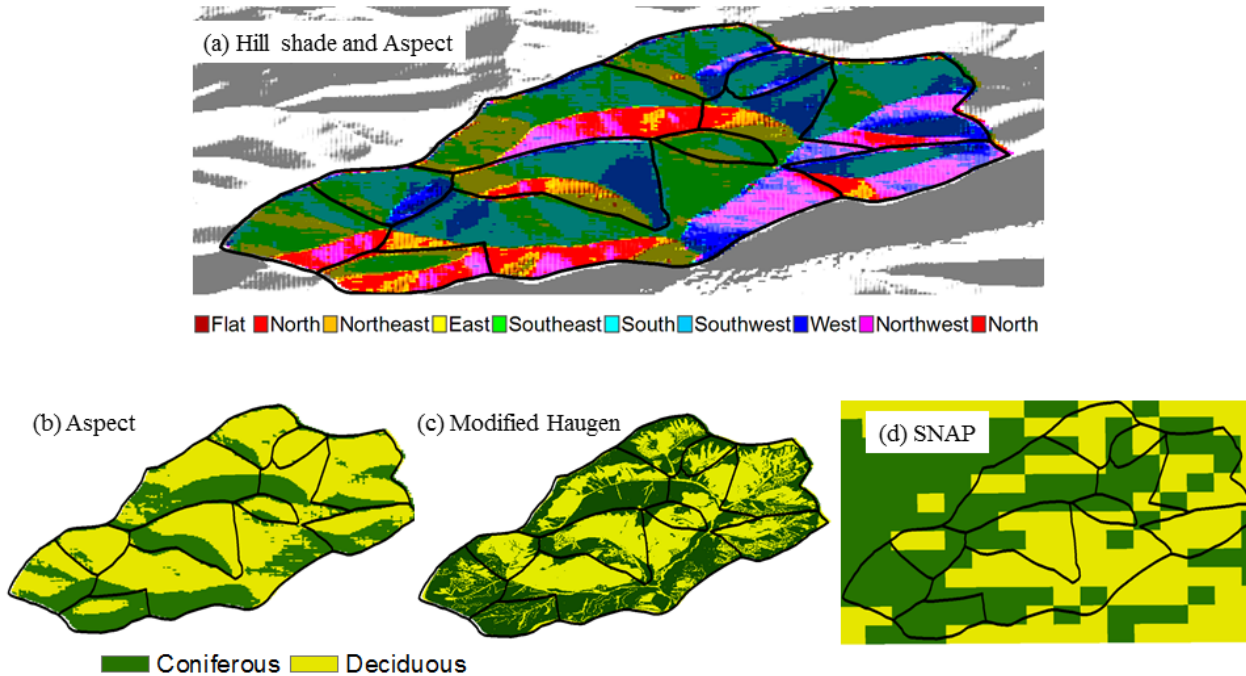 (a) Hill shade and Aspect
Flat North Northeast East Southeast South Southwest West Northwest North
(b) Aspect
(c) Modified Haugen
(d) SNAP
Coniferous Deciduous